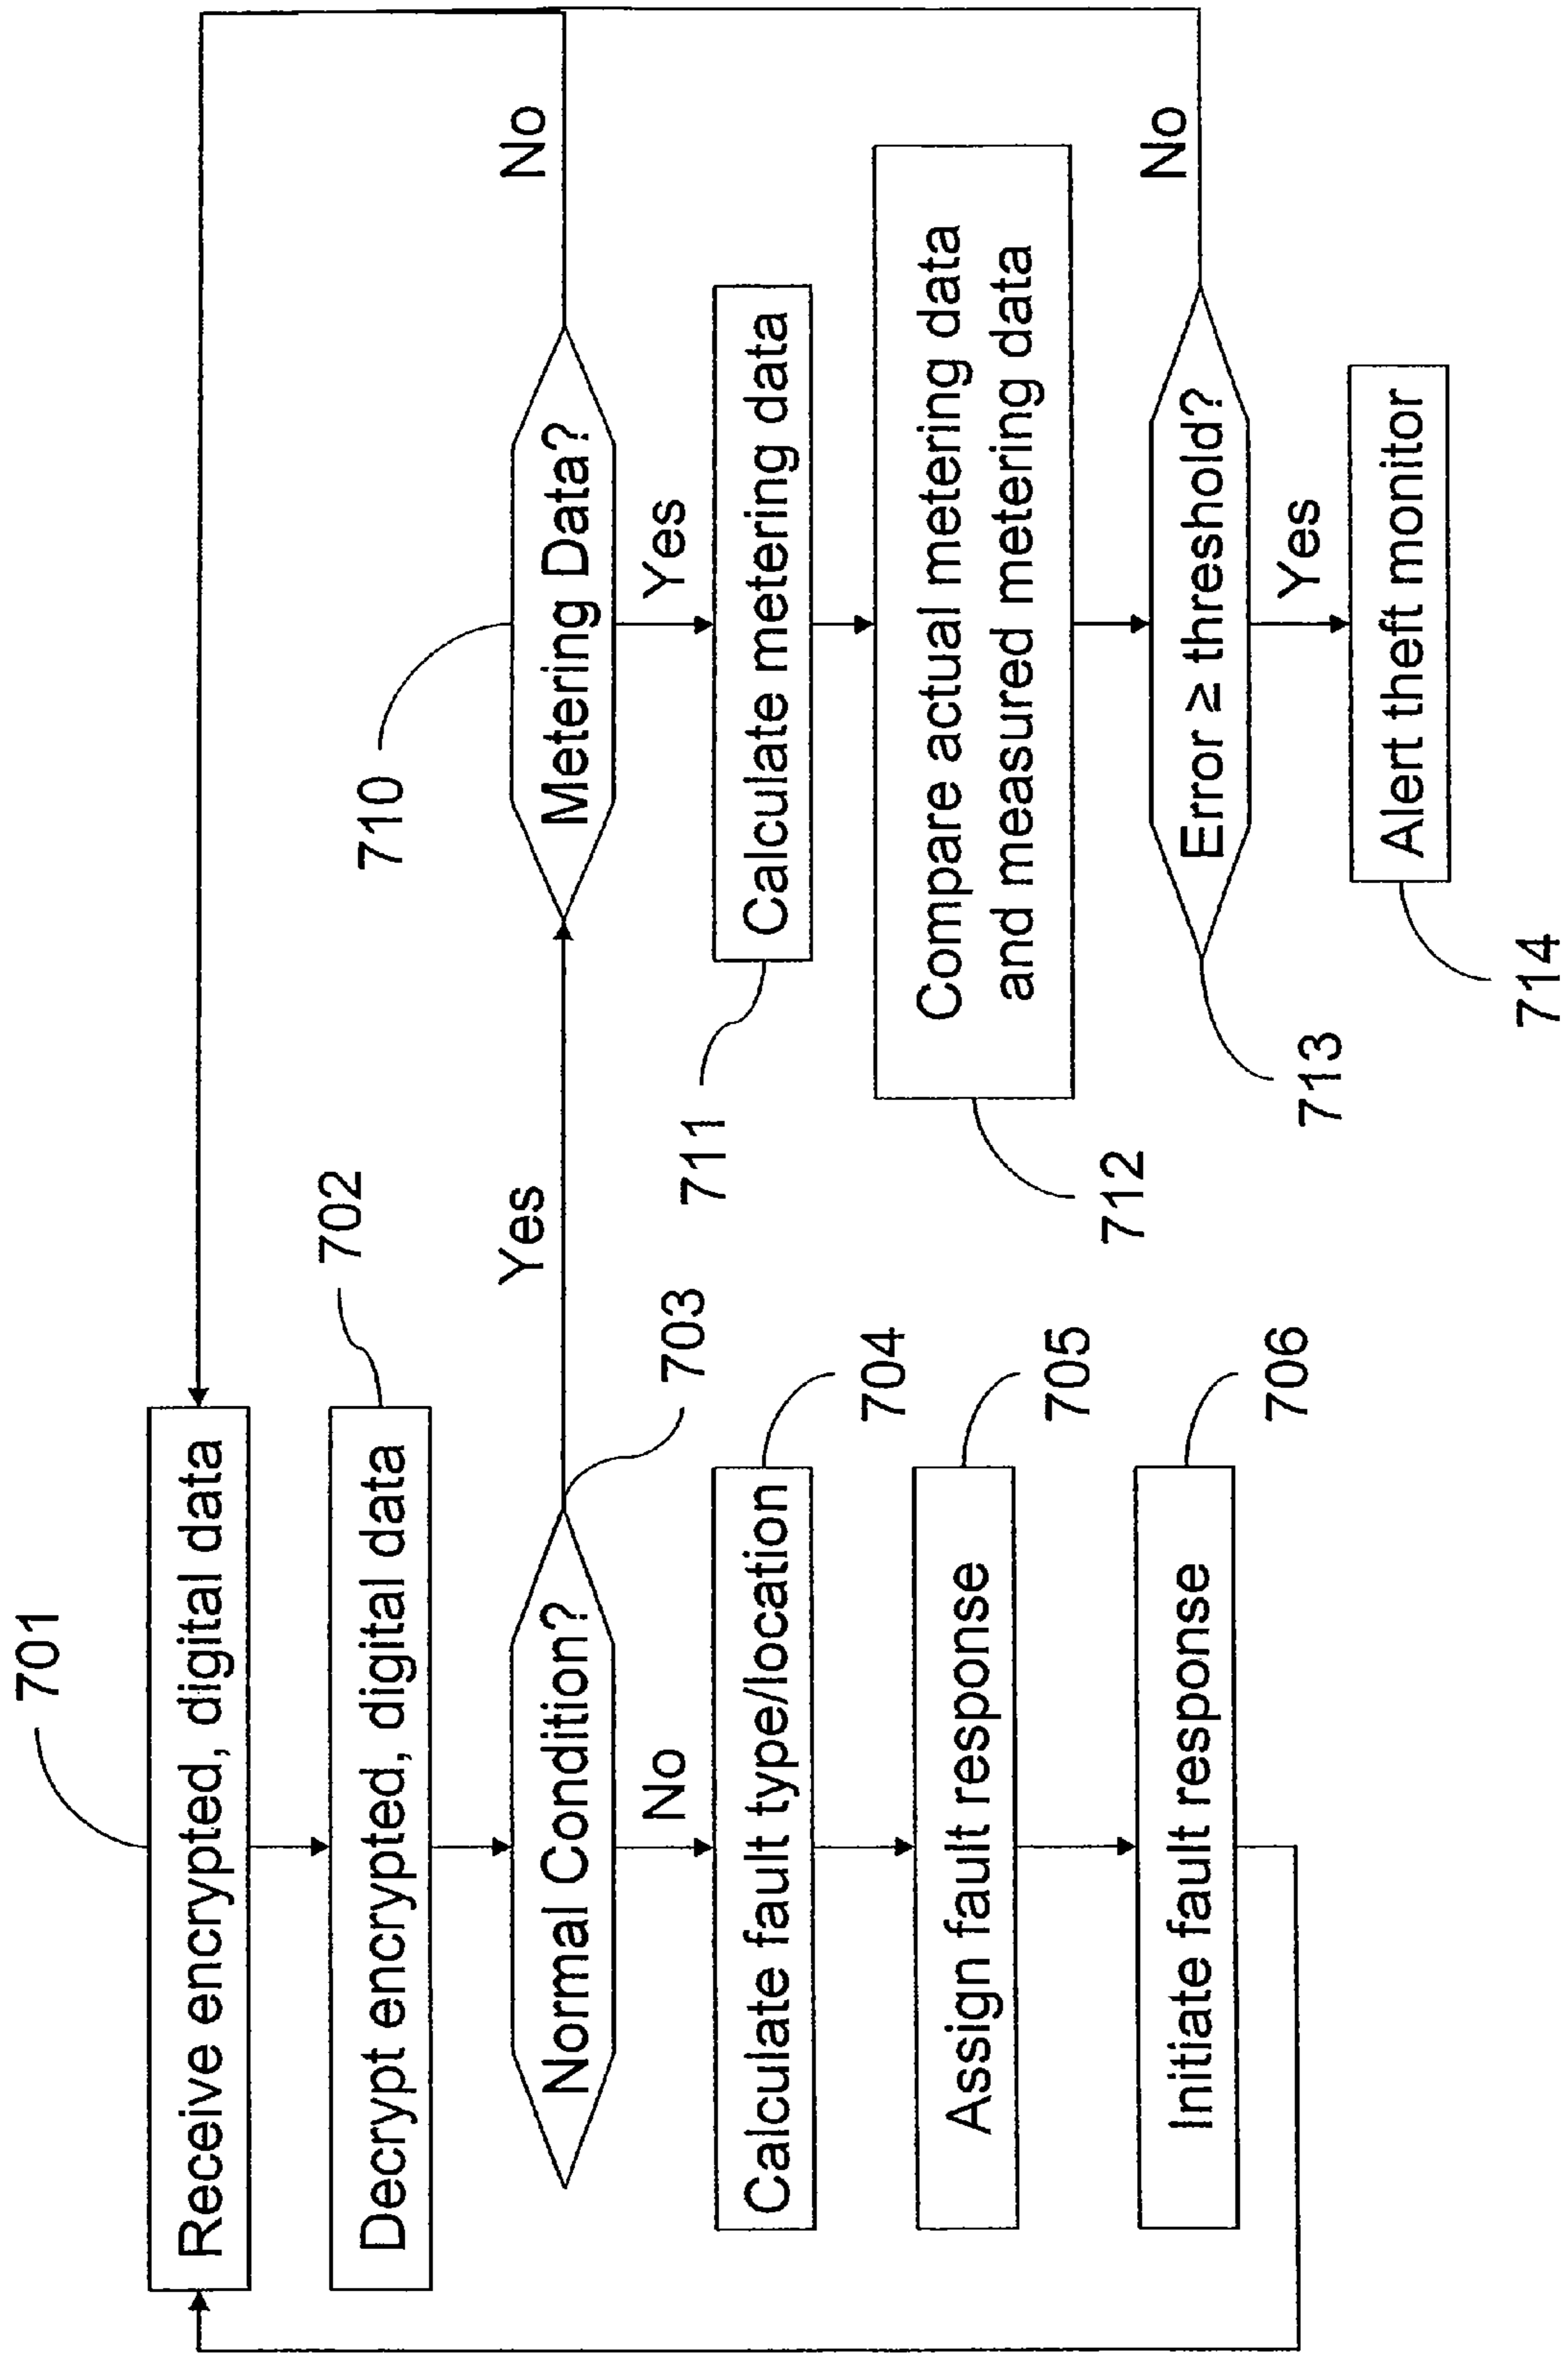 701
Receive encrypted, digital data
702
Decrypt encrypted, digital data
703
Normal Condition?
Yes
No
704
Calculate fault type/location
705
Assign fault response
706
Initiate fault response
710
Metering Data?
No
Yes
711
Calculate metering data
712
Compare actual metering data
and measured metering data
713
Error ≥ threshold?
No
Yes
714
Alert theft monitor